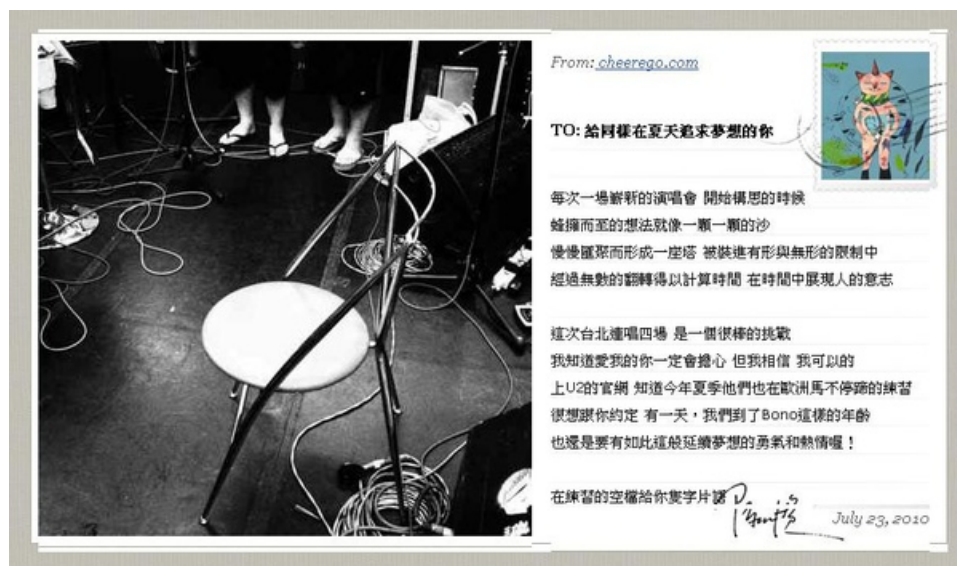 From: cheerego.com
TO: 給同樣在夏天追求夢想的你
每次一場嶄新的演唱會 開始構思的時候
蜂擁而至的想法就像一顆一顆的沙
慢慢匯聚而形成一座塔 被裝進有形與無形的限制中
經過無數的翻轉得以計算時間 在時間中展現人的意志
這次台北連唱四場 是一個很棒的挑戰
我知道愛我的你一定會擔心 但我相信 我可以的
上U2的官網 知道今年夏季他們也在歐洲馬不停蹄的練習
很想跟你約定 有一天，我們到了Bono這樣的年齡
也還是要有如此這般延續夢想的勇氣和熱情喔！
在練習的空檔給你隻字片語
July 23, 2010